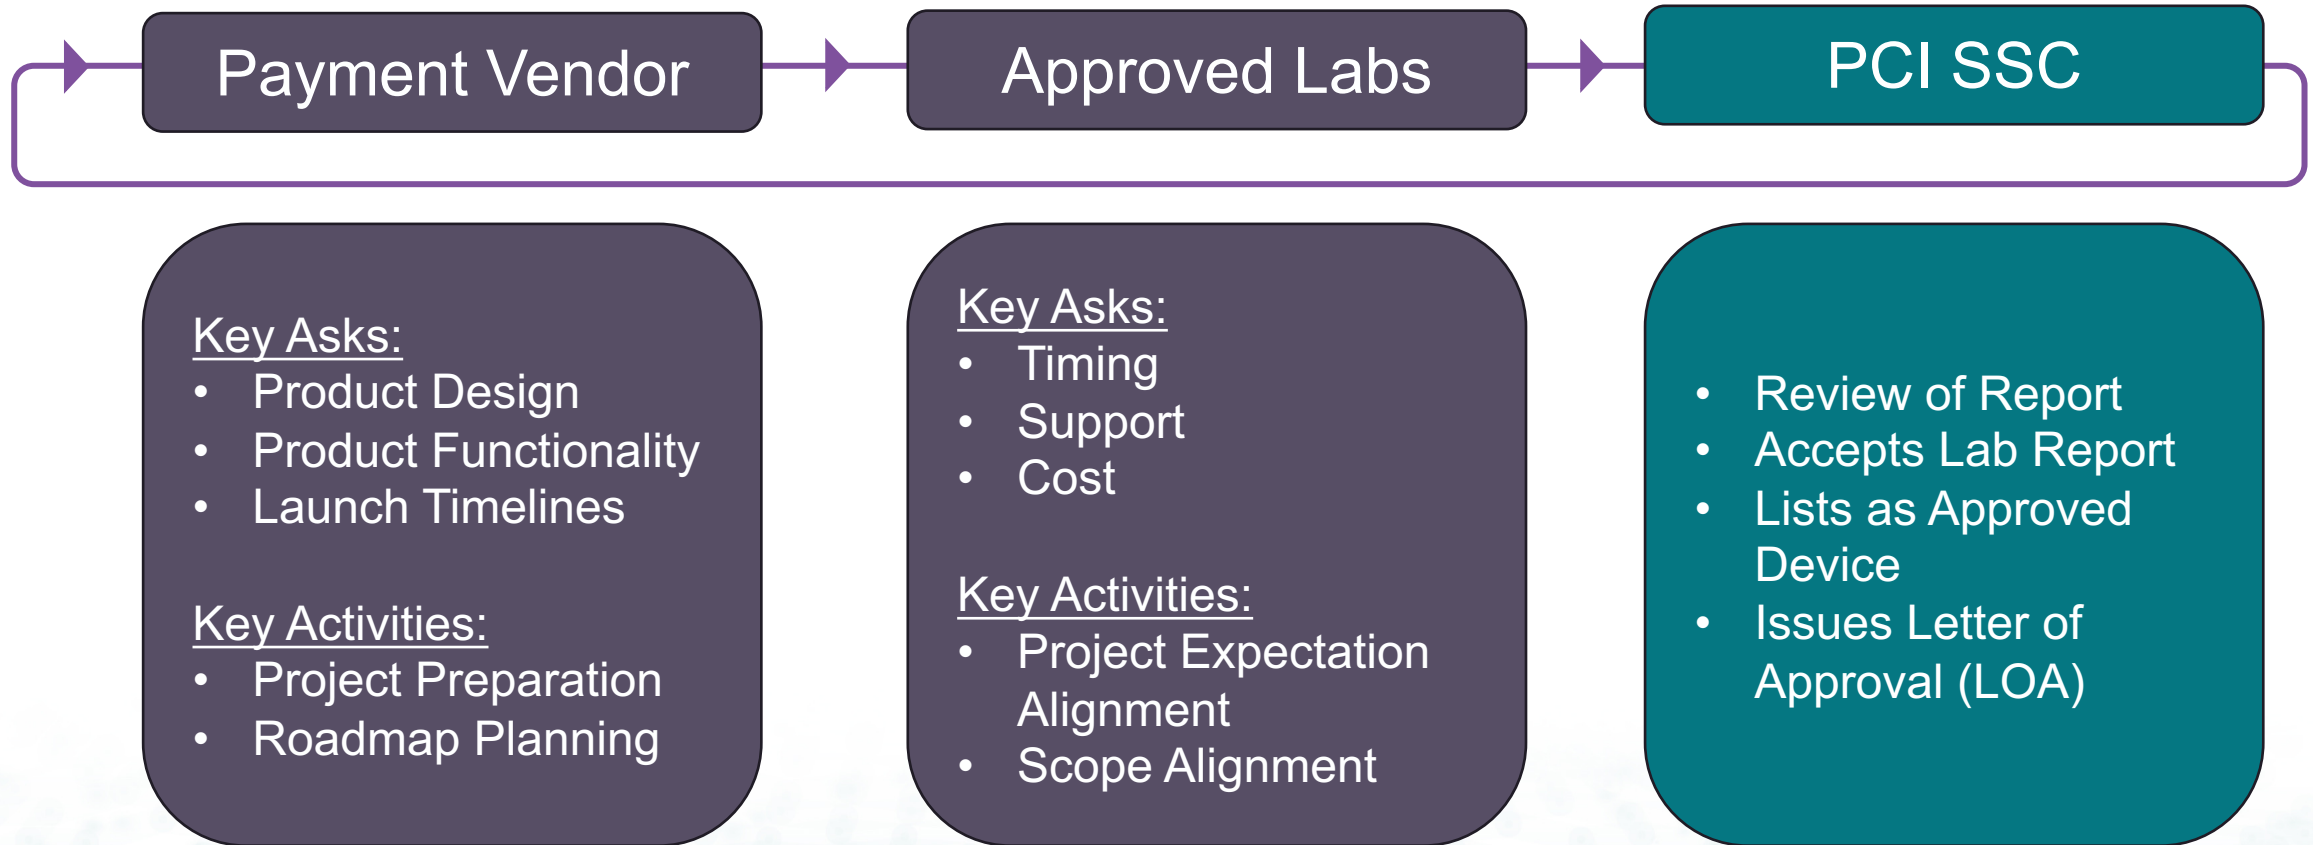 Payment Vendor
Approved Labs
PCI SSC
Key Asks:
• Product Design
• Product Functionality
• Launch Timelines
Key Activities:
• Project Preparation
• Roadmap Planning
Key Asks:
• Timing
• Support
• Cost
Key Activities:
• Project Expectation
Alignment
• Scope Alignment
• Review of Report
• Accepts Lab Report
• Lists as Approved
Device
• Issues Letter of
Approval (LOA)